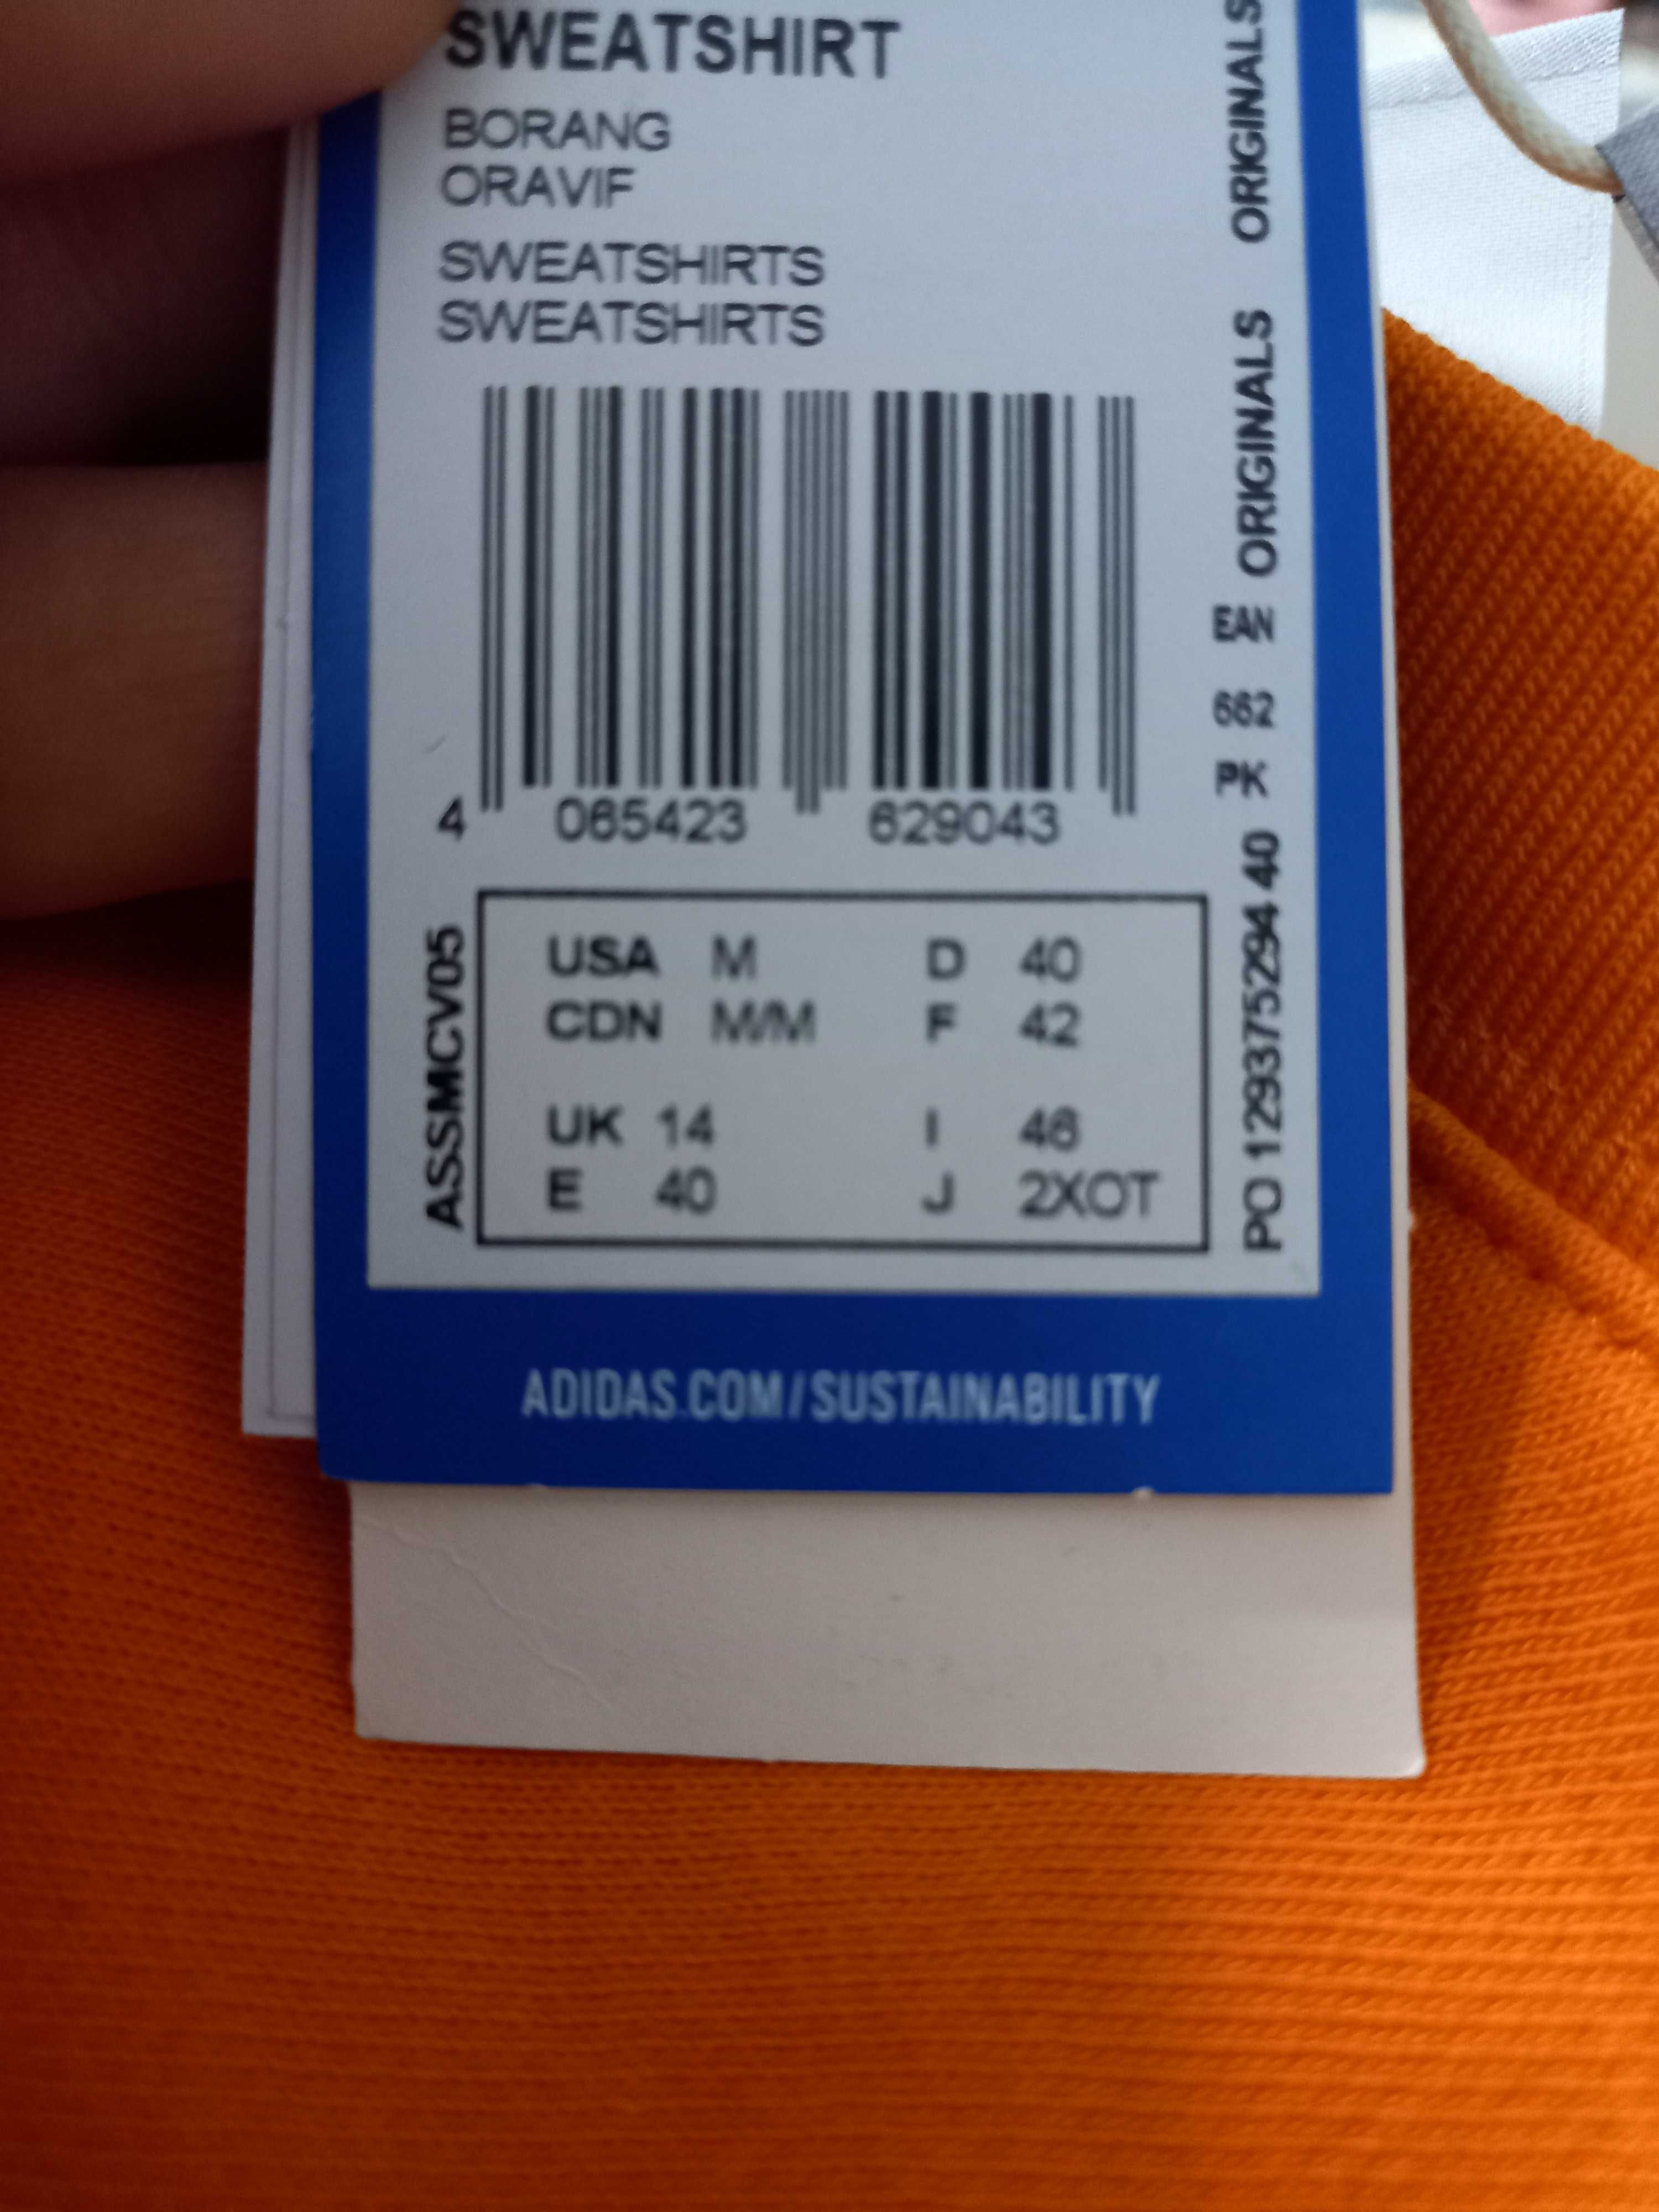 SWEATSHIRT
BORANG
ORAVIF
SWEATSHIRTS
SWEATSHIRTS
4 065423 629043
ASSMCV05
USA M D 40
CDN M/M F 42
UK 14 I 46
E 40 J 2XOT
PO 1293752944 40 PK 662 EAN ORIGINALS ORIGINALS
ADIDAS.COM/SUSTAINABILITY